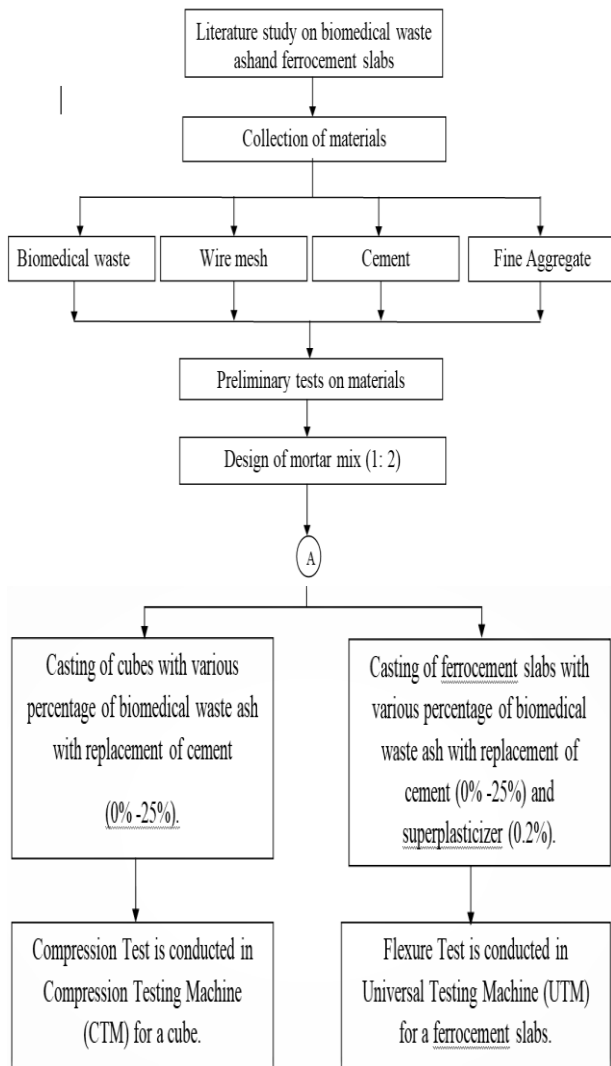 Literature study on biomedical waste
ashand ferrocement slabs
Collection of materials
Biomedical waste
Wire mesh
Cement
Fine Aggregate
Preliminary tests on materials
Design of mortar mix (1: 2)
A
Casting of cubes with various
percentage of biomedical waste ash
with replacement of cement
(0% -25%).
Casting of ferrocement slabs with
various percentage of biomedical
waste ash with replacement of
cement (0% -25%) and
superplasticizer (0.2%).
Compression Test is conducted in
Compression Testing Machine
(CTM) for a cube.
Flexure Test is conducted in
Universal Testing Machine (UTM)
for a ferrocement slabs.